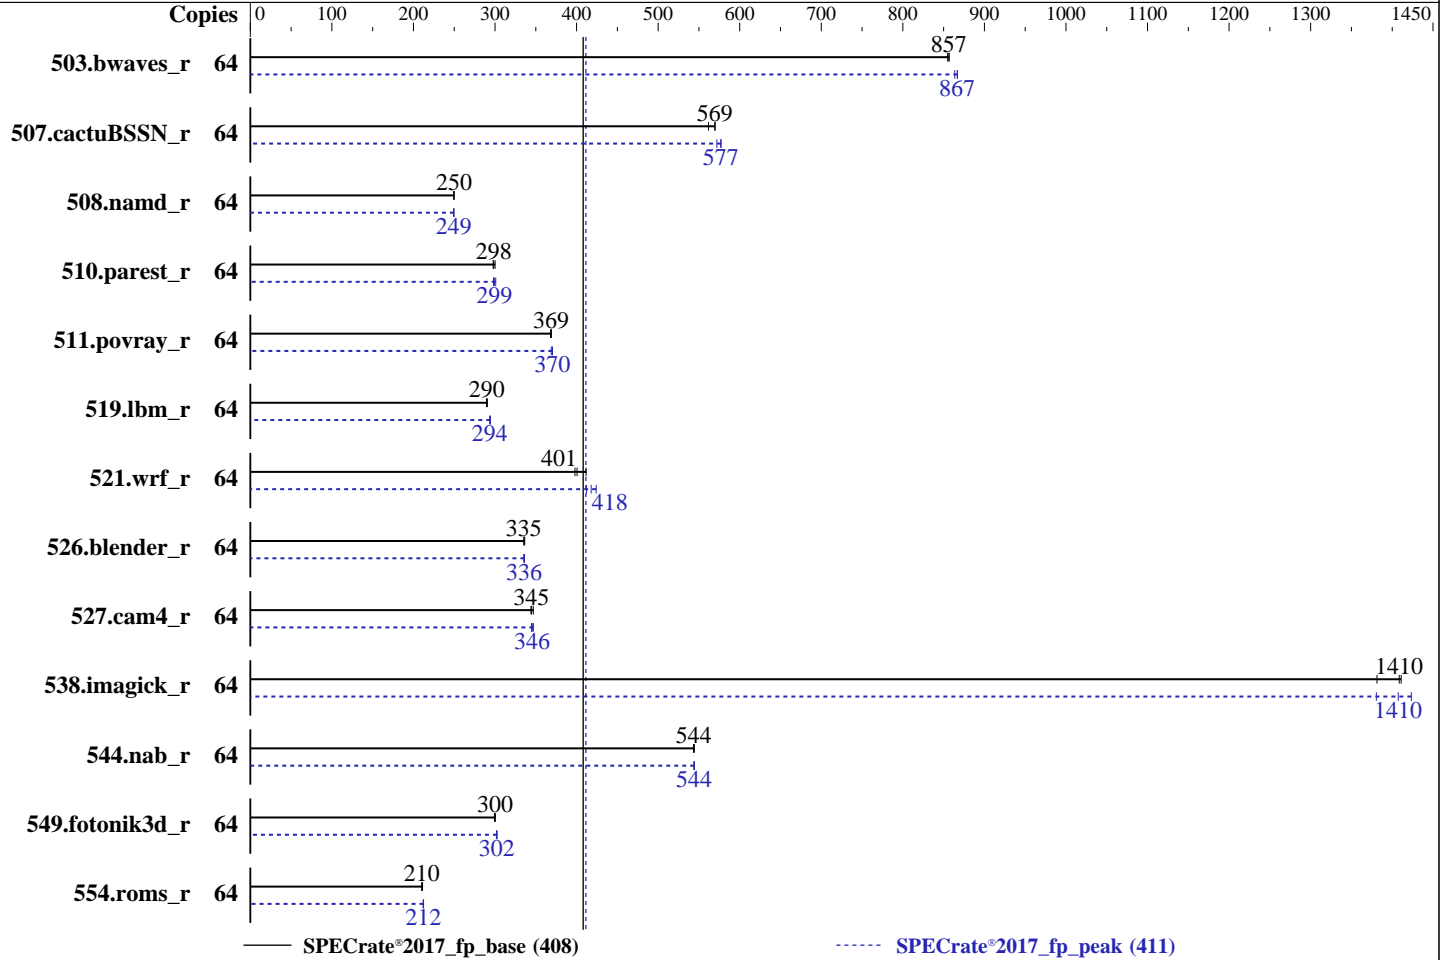 Copies 0 100 200 300 400 500 600 700 800 900 1000 1100 1200 1300 1450
503.bwaves_r 64 857
867
507.cactuBSSN_r 64 569
577
508.namd_r 64 250
249
510.parest_r 64 298
299
511.povray_r 64 369
370
519.lbm_r 64 290
294
521.wrf_r 64 401
418
526.blender_r 64 335
336
527.cam4_r 64 345
346
538.imagick_r 64 1410
1410
544.nab_r 64 544
544
549.fotonik3d_r 64 300
302
554.roms_r 64 210
212
SPECrate®2017_fp_base (408) SPECrate®2017_fp_peak (411)